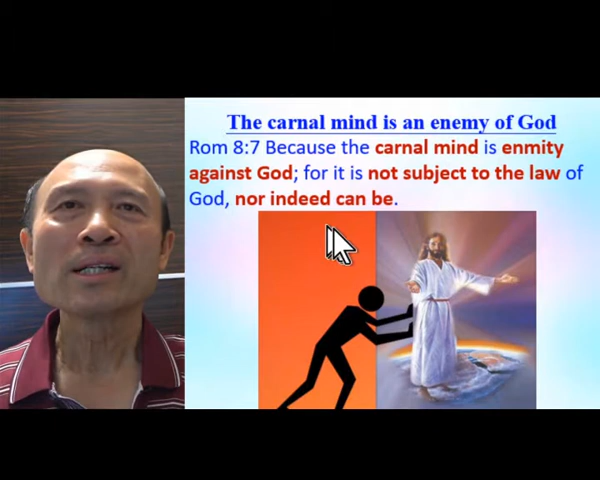 The carnal mind is an enemy of God
Rom 8:7 Because the carnal mind is enmity
against God; for it is not subject to the law of
God, nor indeed can be.